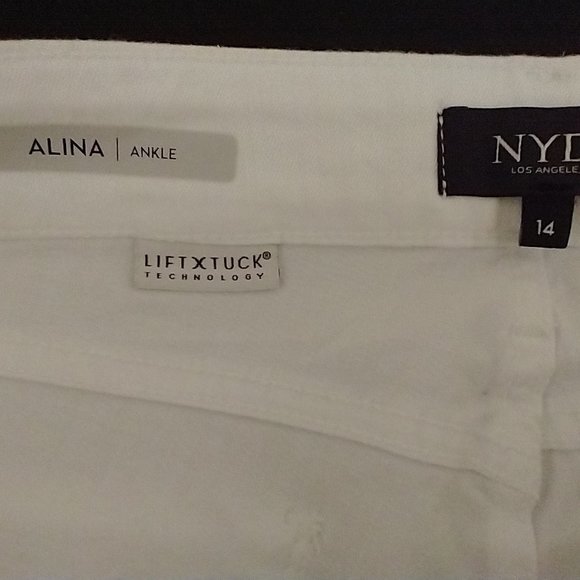 ALINA | ANKLE
NYD
LOS ANGELE
14
LIFTXTUCK®
TECHNOLOGY